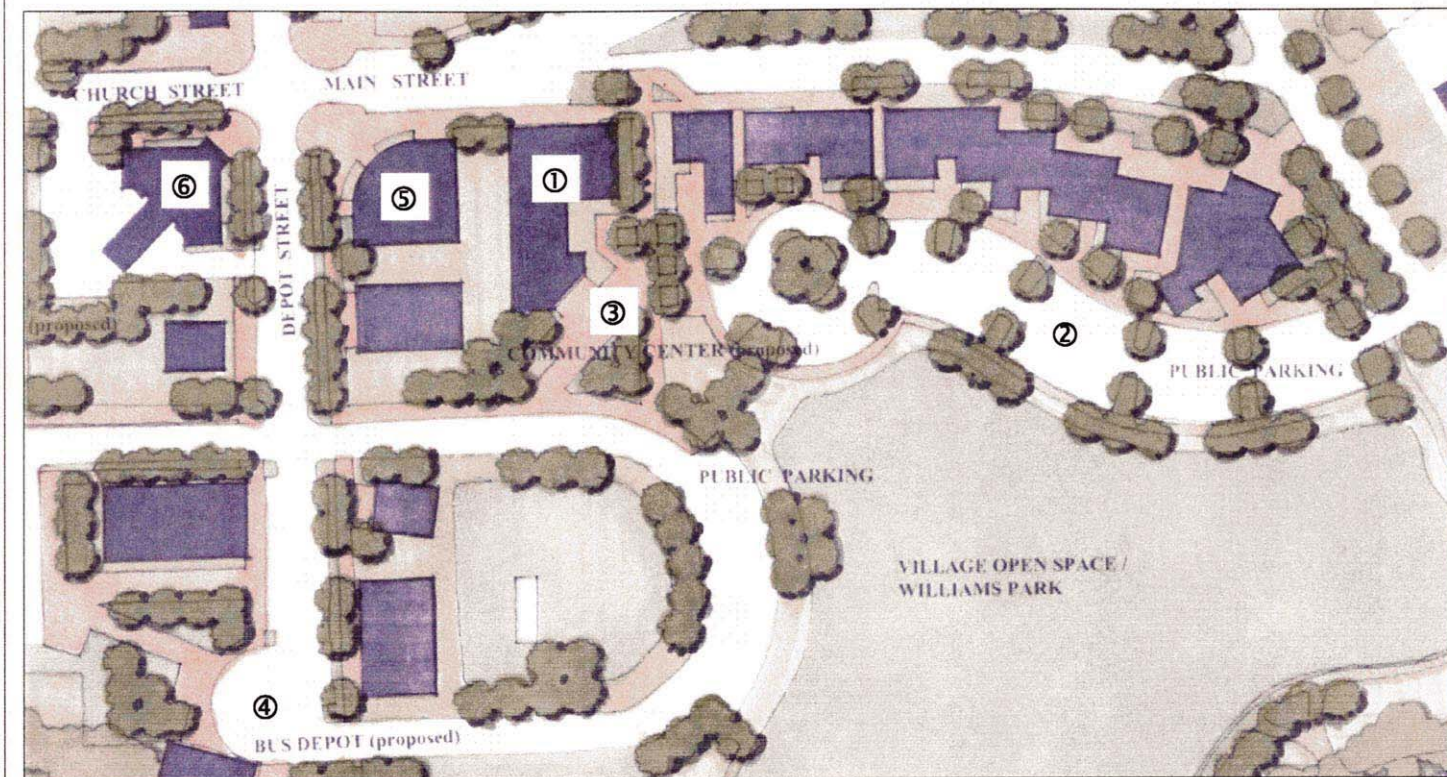 CHURCH STREET
MAIN STREET
⑥
⑤
①
DEPOT STREET
③
(proposed)
COMMUNITY CENTER (proposed)
②
PUBLIC PARKING
PUBLIC PARKING
VILLAGE OPEN SPACE /
WILLIAMS PARK
④
BUS DEPOT (proposed)